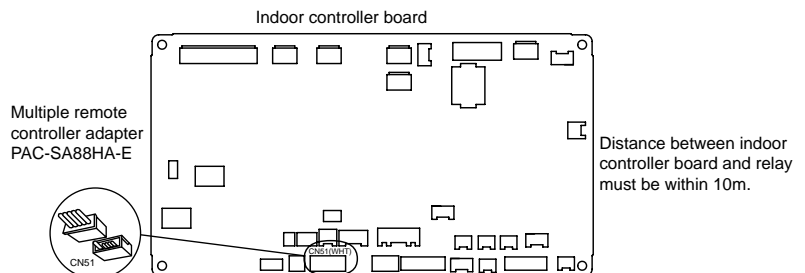 Indoor controller board
Multiple remote
controller adapter
PAC-SA88HA-E
Distance between indoor
controller board and relay
must be within 10m.
CN51(WHT)
CN51